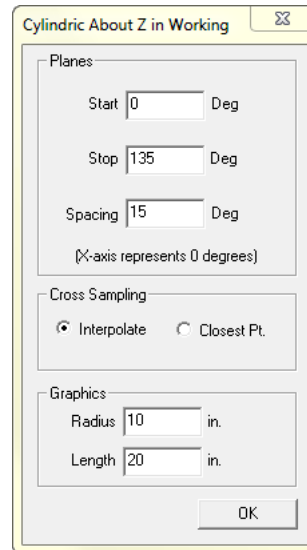 Cylindric About Z in Working
Planes
Start 0 Deg
Stop 135 Deg
Spacing 15 Deg
(X-axis represents 0 degrees)
Cross Sampling
Interpolate Closest Pt.
Graphics
Radius 10 in.
Length 20 in.
OK